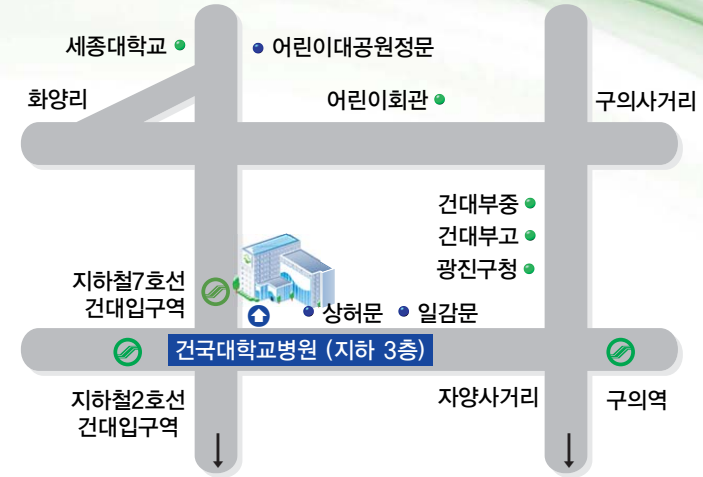 세종대학교
어린이대공원정문
화양리
어린이회관
구의사거리
건대부중
건대부고
광진구청
지하철7호선
건대입구역
상허문
일감문
건국대학교병원 (지하 3층)
지하철2호선
건대입구역
자양사거리
구의역